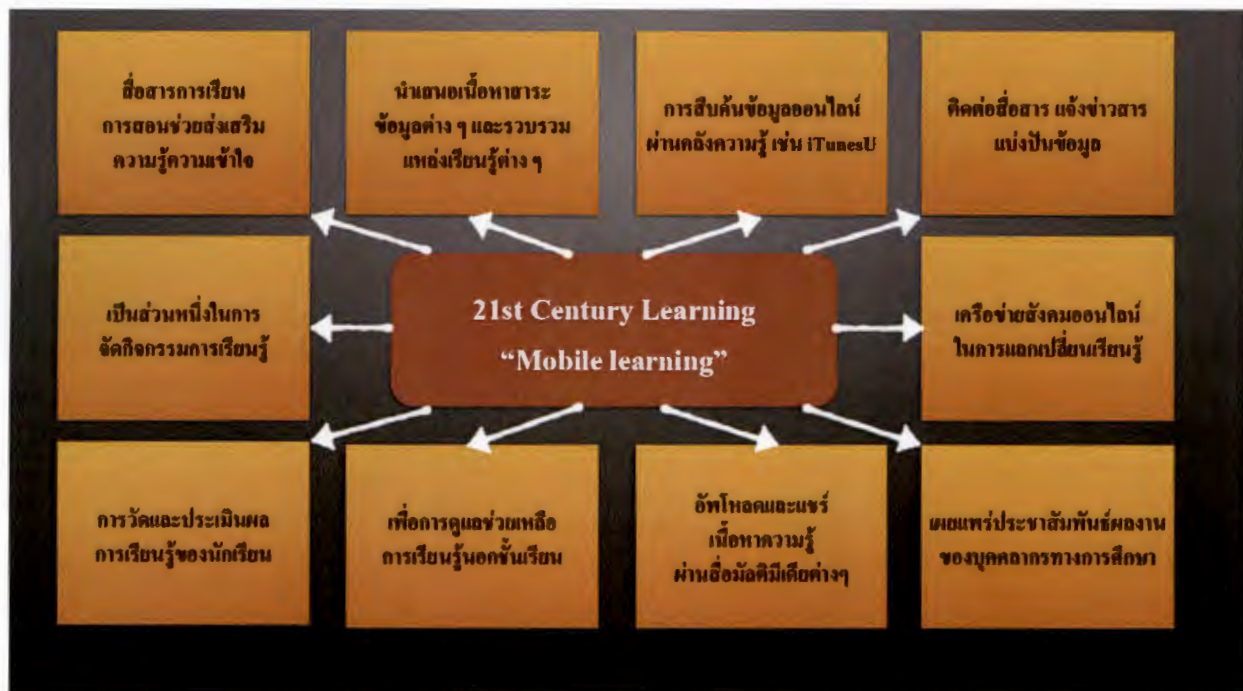 สื่อสารการเรียน
การสอนช่วยส่งเสริม
ความรู้ความเข้าใจ
นำเสนอเนื้อหาสาระ
ข้อมูลต่าง ๆ และรวบรวม
แหล่งเรียนรู้ต่าง ๆ
การสืบค้นข้อมูลออนไลน์
ผ่านคลังความรู้ เช่น iTunesU
ติดต่อสื่อสาร แจ้งข่าวสาร
แบ่งปันข้อมูล
เป็นส่วนหนึ่งในการ
จัดกิจกรรมการเรียนรู้
21st Century Learning
“Mobile learning”
เครือข่ายสังคมออนไลน์
ในการแลกเปลี่ยนเรียนรู้
การวัดและประเมินผล
การเรียนรู้ของนักเรียน
เพื่อการดูแลช่วยเหลือ
การเรียนรู้นอกชั้นเรียน
อัพโหลดและแชร์
เนื้อหาความรู้
ผ่านสื่อมัลติมีเดียต่างๆ
เผยแพร่ประชาสัมพันธ์ผลงาน
ของบุคคลากรทางการศึกษา